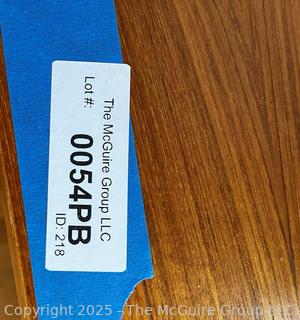 The McGuire Group LLC
Lot #:
0054PB
ID: 218
Copyright 2025 - The McGuire Group LLC